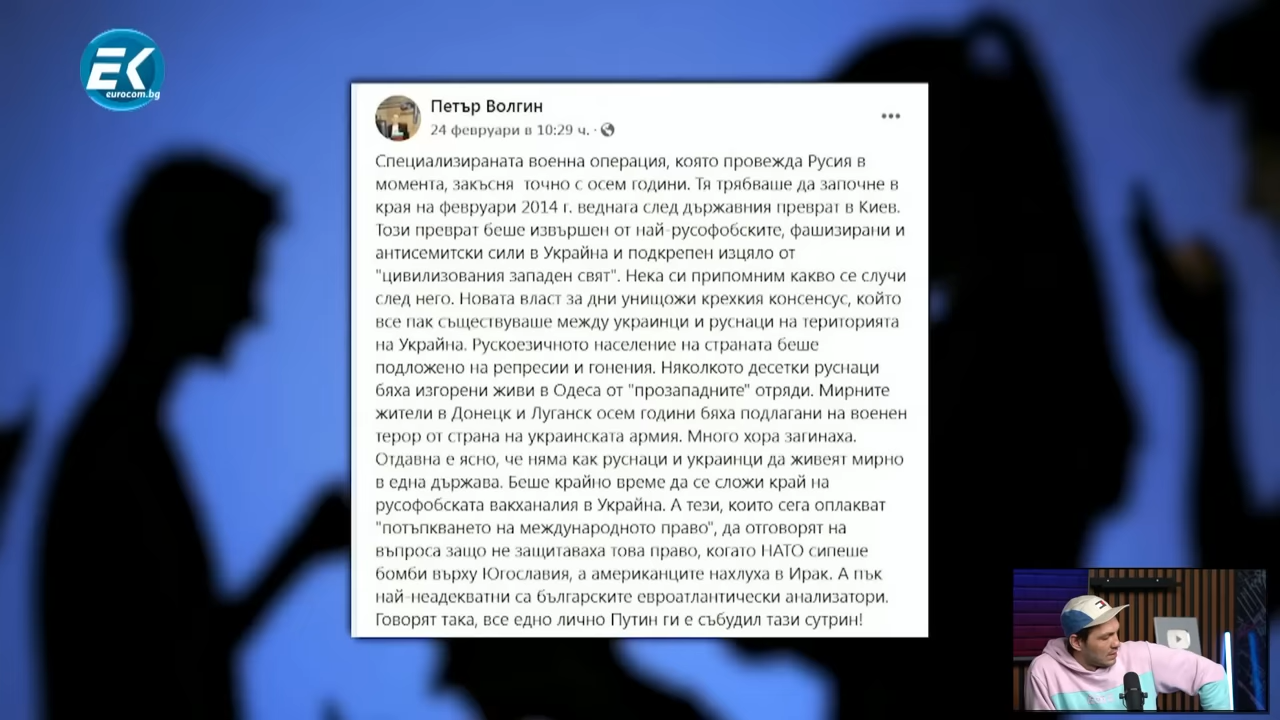 EK
eurocom.bg
Петър Волгин
24 февруари в 10:29 ч. ·
Специализираната военна операция, която провежда Русия в
момента, закъсня точно с осем години. Тя трябваше да започне в
края на февруари 2014 г. веднага след държавния преврат в Киев.
Този преврат беше извършен от най-русофобските, фашизирани и
антисемитски сили в Украйна и подкрепен изцяло от
"цивилизования западен свят". Нека си припомним какво се случи
след него. Новата власт за дни унищожи крехкия консенсус, който
все пак съществуваше между украинци и руснаци на територията
на Украйна. Рускоезичното население на страната беше
подложено на репресии и гонения. Няколкото десетки руснаци
бяха изгорени живи в Одеса от "прозападните" отряди. Мирните
жители в Донецк и Луганск осем години бяха подлагани на военен
терор от страна на украинската армия. Много хора загинаха.
Отдавна е ясно, че няма как руснаци и украинци да живеят мирно
в една държава. Беше крайно време да се сложи край на
русофобската вакханалия в Украйна. А тези, които сега оплакват
"потъпкването на международното право", да отговорят на
въпроса защо не защитаваха това право, когато НАТО сипеше
бомби върху Югославия, а американците нахлуха в Ирак. А пък
най-неадекватни са българските евроатлантически анализатори.
Говорят така, все едно лично Путин ги е събудил тази сутрин!